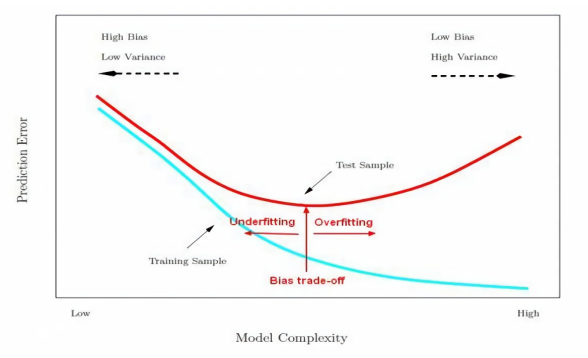 High Bias
Low Variance
Low Bias
High Variance
Prediction Error
Test Sample
Underfitting
Overfitting
Training Sample
Bias trade-off
Low
High
Model Complexity